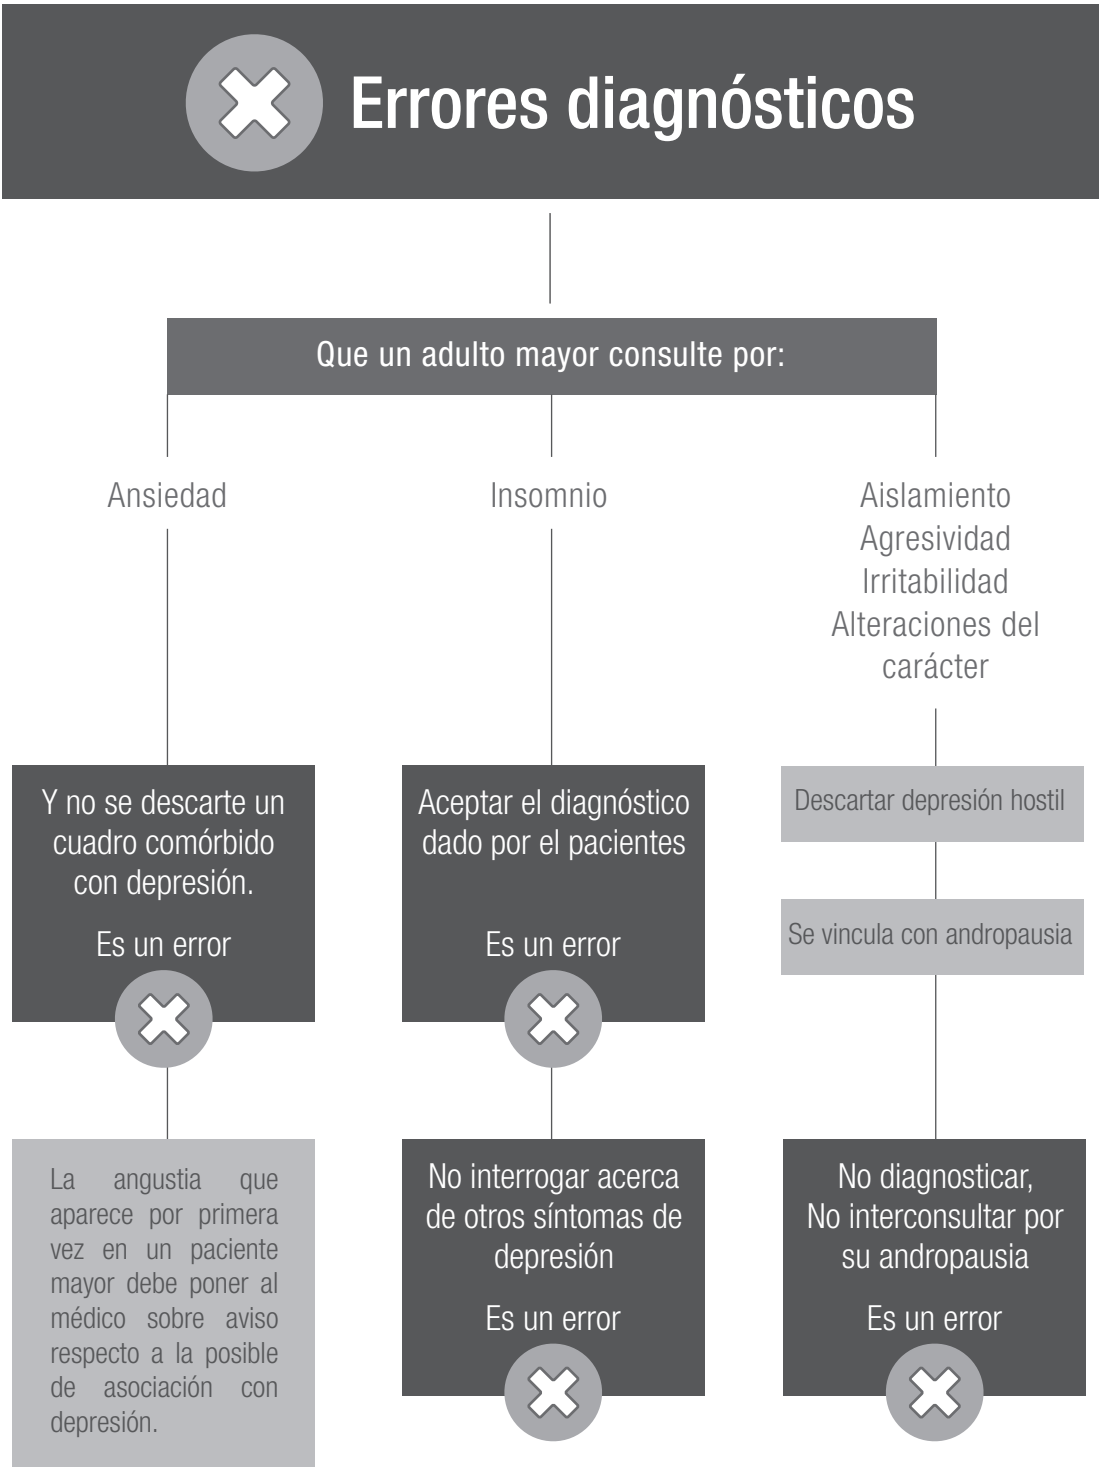 Errores diagnósticos
Que un adulto mayor consulte por:
Ansiedad
Y no se descarte un
cuadro comórbido
con depresión.
Es un error
La angustia que
aparece por primera
vez en un paciente
mayor debe poner al
médico sobre aviso
respecto a la posible
de asociación con
depresión.
Insomnio
Aceptar el diagnóstico
dado por el pacientes
Es un error
No interrogar acerca
de otros síntomas de
depresión
Es un error
Aislamiento
Agresividad
Irritabilidad
Alteraciones del
carácter
Descartar depresión hostil
Se vincula con andropausia
No diagnosticar,
No interconsultar por
su andropausia
Es un error